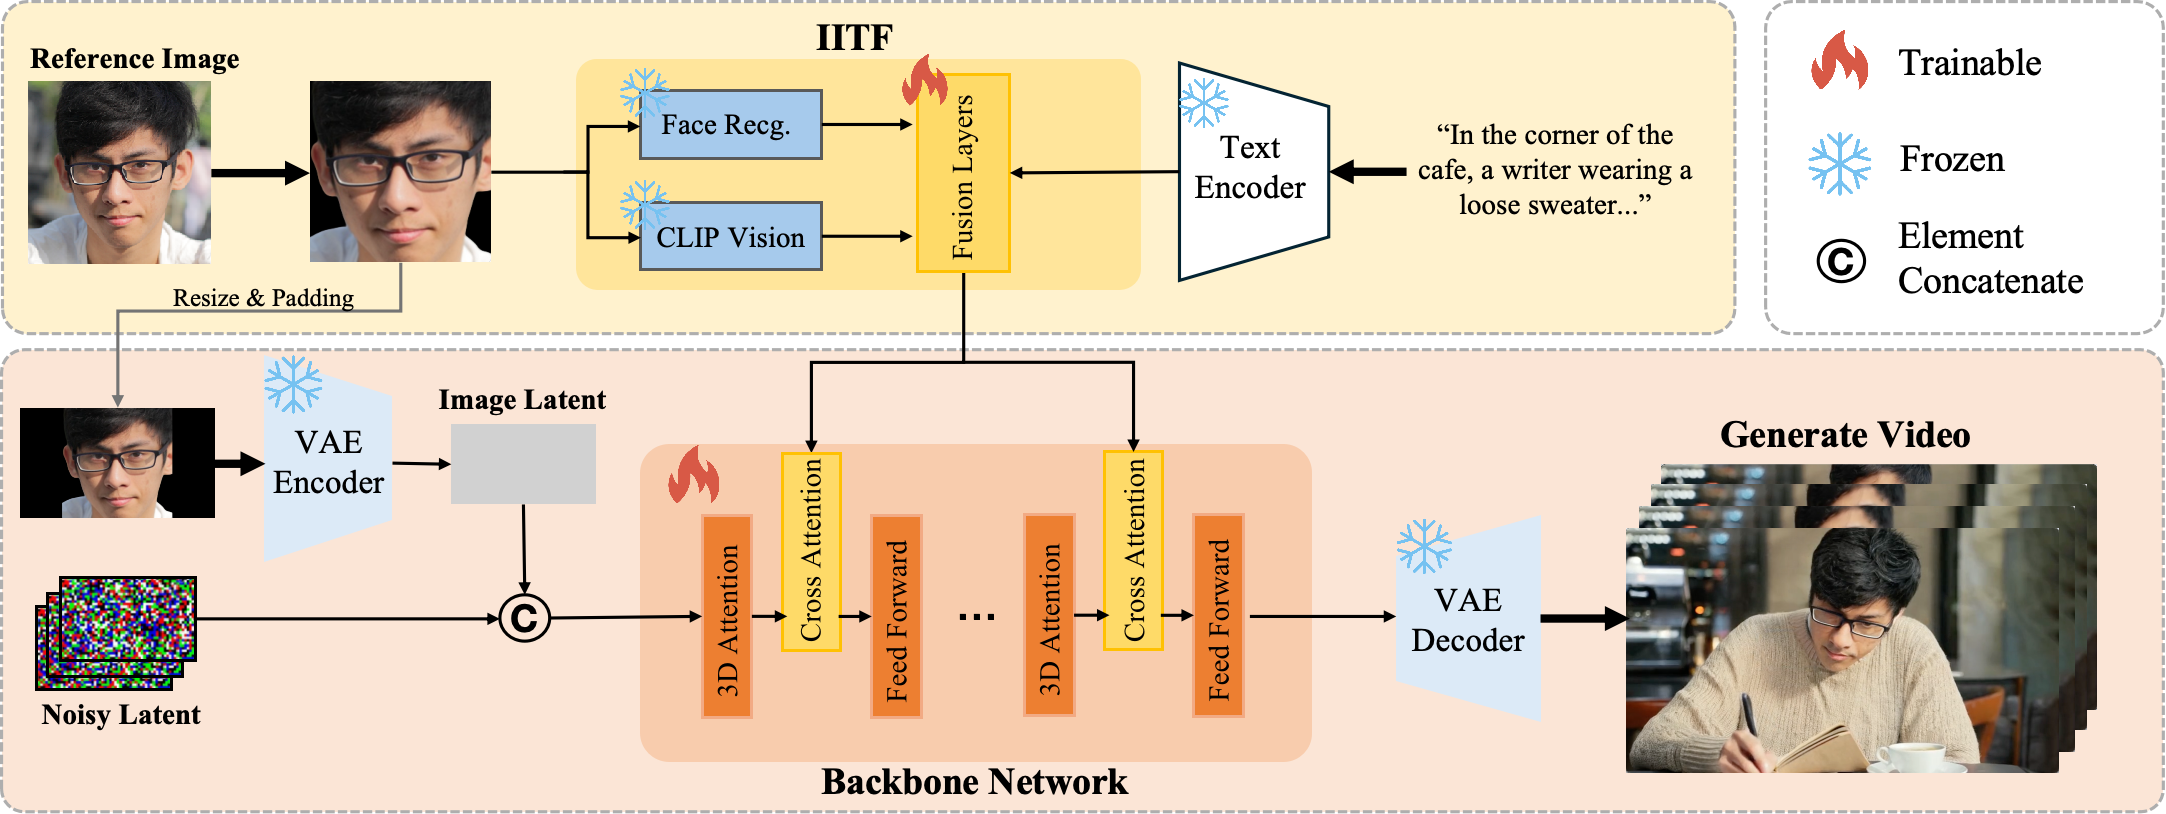 IITF
Reference Image
Face Recg.
CLIP Vision
Fusion Layers
Text
Encoder
“In the corner of the
cafe, a writer wearing a
loose sweater...”
Resize & Padding
Trainable
Frozen
C
Element
Concatenate
VAE
Encoder
Image Latent
Noisy Latent
C
3D Attention
Cross Attention
Feed Forward
...
3D Attention
Cross Attention
Feed Forward
Backbone Network
VAE
Decoder
Generate Video